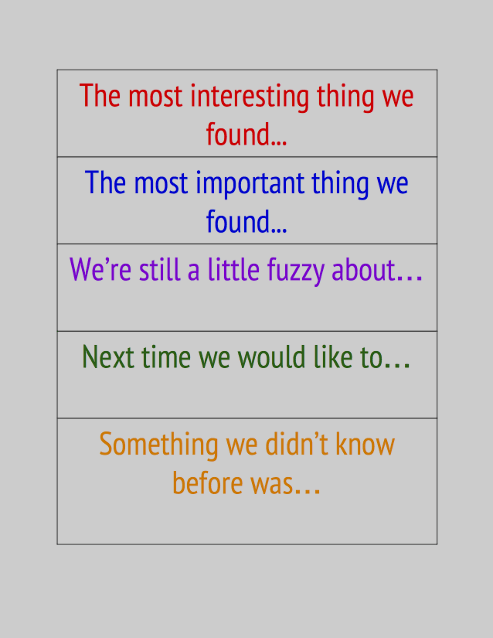 The most interesting thing we
found...
The most important thing we
found...
We’re still a little fuzzy about…
Next time we would like to…
Something we didn’t know
before was…